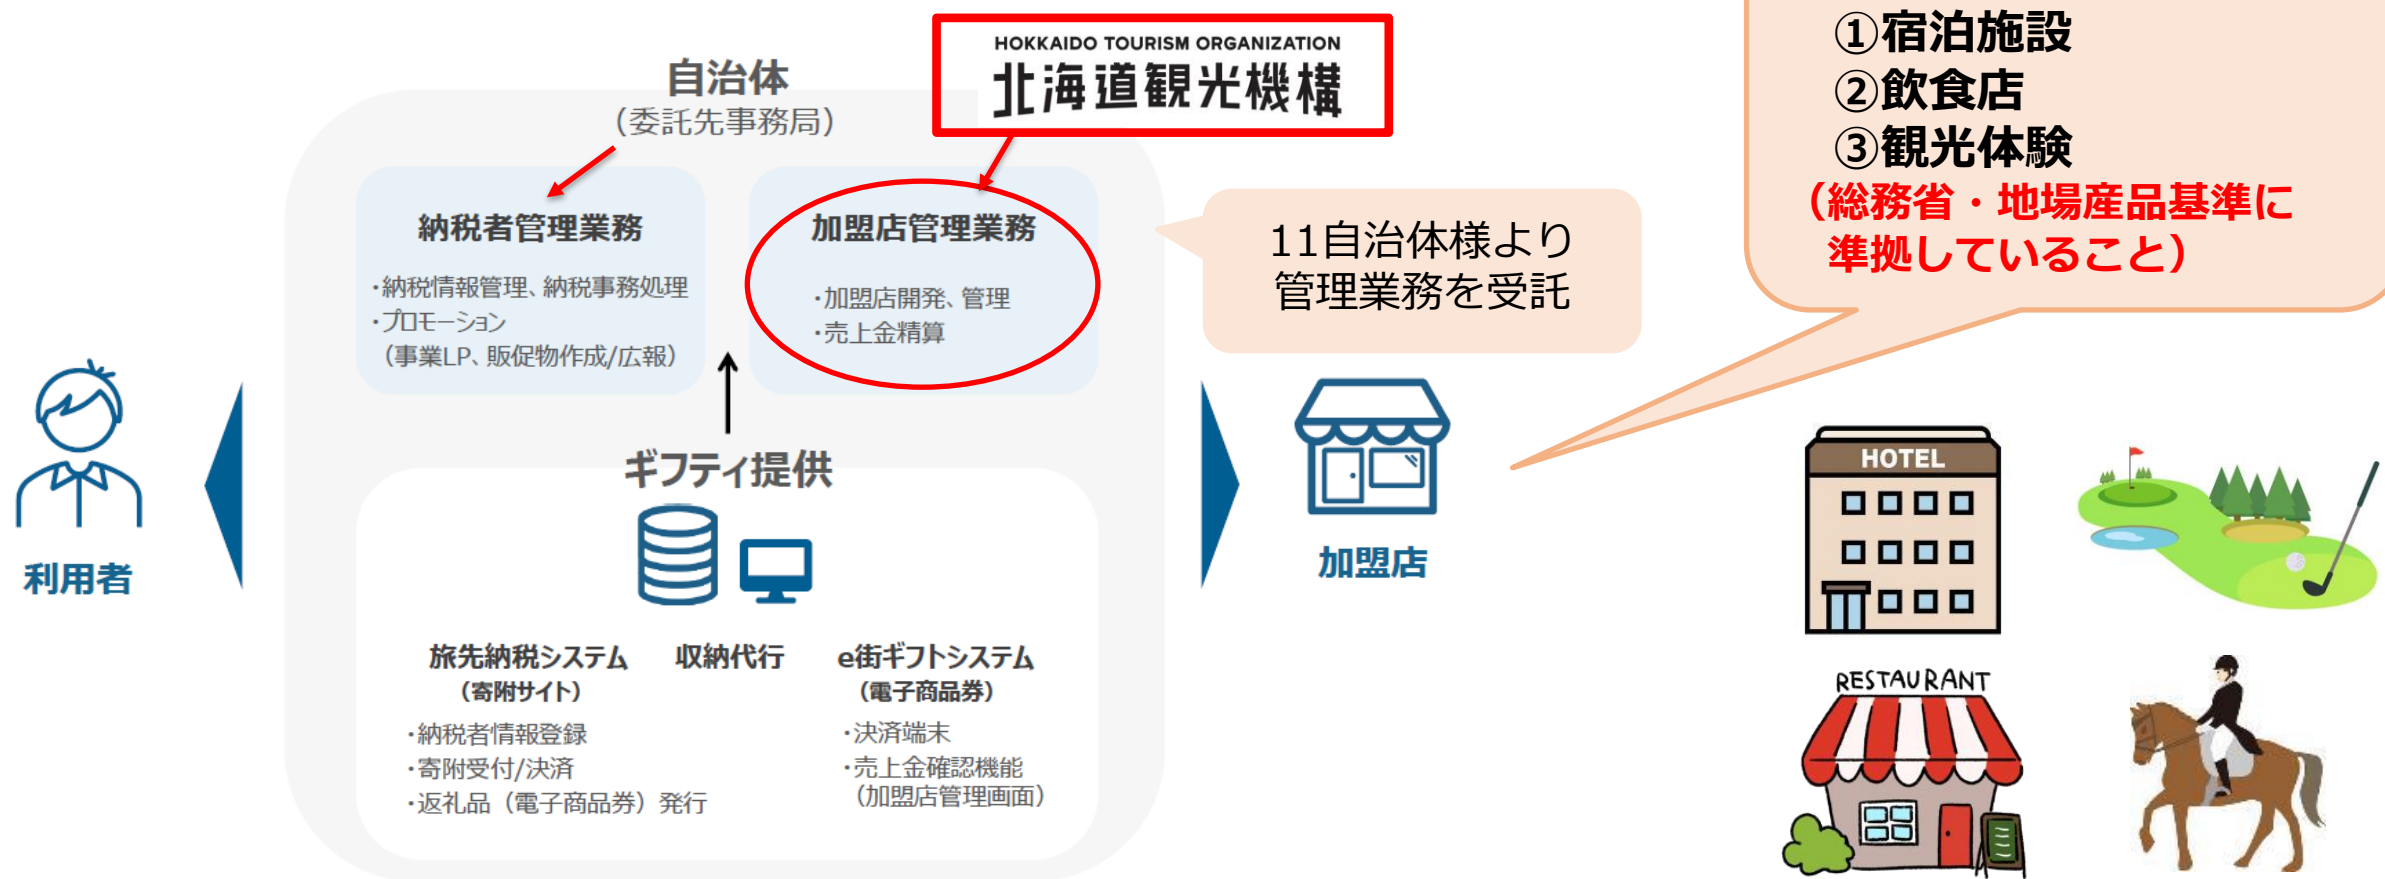 HOKKAIDO TOURISM ORGANIZATION
北海道観光機構
自治体
（委託先事務局）
納税者管理業務
・納税情報管理、納税事務処理
・プロモーション
（事業LP、販促物作成/広報）
加盟店管理業務
・加盟店開発、管理
・売上金精算
11自治体様より
管理業務を受託
①宿泊施設
②飲食店
③観光体験
（総務省・地場産品基準に
準拠していること）
利用者
ギフティ提供
旅先納税システム
（寄附サイト）
・納税者情報登録
・寄附受付/決済
・返礼品（電子商品券）発行
収納代行
e街ギフトシステム
（電子商品券）
・決済端末
・売上金確認機能
（加盟店管理画面）
加盟店
HOTEL
RESTAURANT